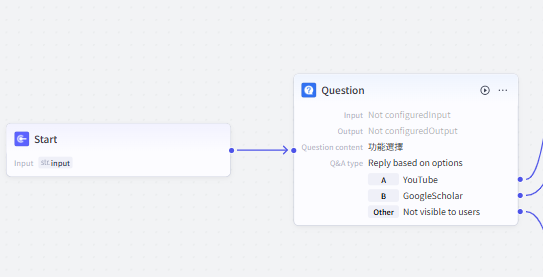 Start
Input str. input
Question
Input Not configuredInput
Output Not configuredOutput
Question content 功能選擇
Q&A type Reply based on options
A YouTube
B GoogleScholar
Other Not visible to users